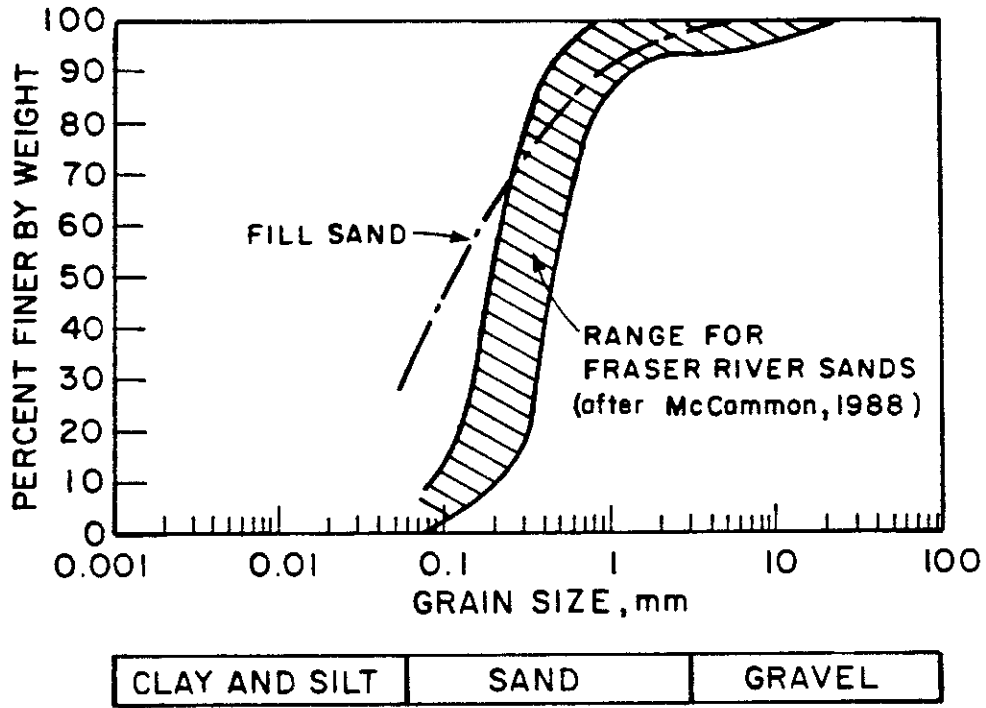 PERCENT FINER BY WEIGHT
100
90
80
70
60
50
40
30
20
10
0
FILL SAND
RANGE FOR
FRASER RIVER SANDS
(after McCammon, 1988)
0.001 0.01 0.1 1 10 100
GRAIN SIZE, mm
CLAY AND SILT SAND GRAVEL